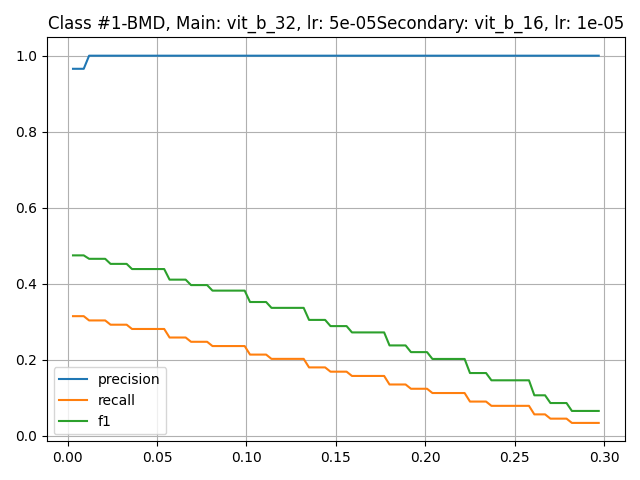 Class #1-BMD, Main: vit_b_32, lr: 5e-05Secondary: vit_b_16, lr: 1e-05
1.0
0.8
0.6
0.4
0.2
0.0
precision
recall
f1
0.00 0.05 0.10 0.15 0.20 0.25 0.30